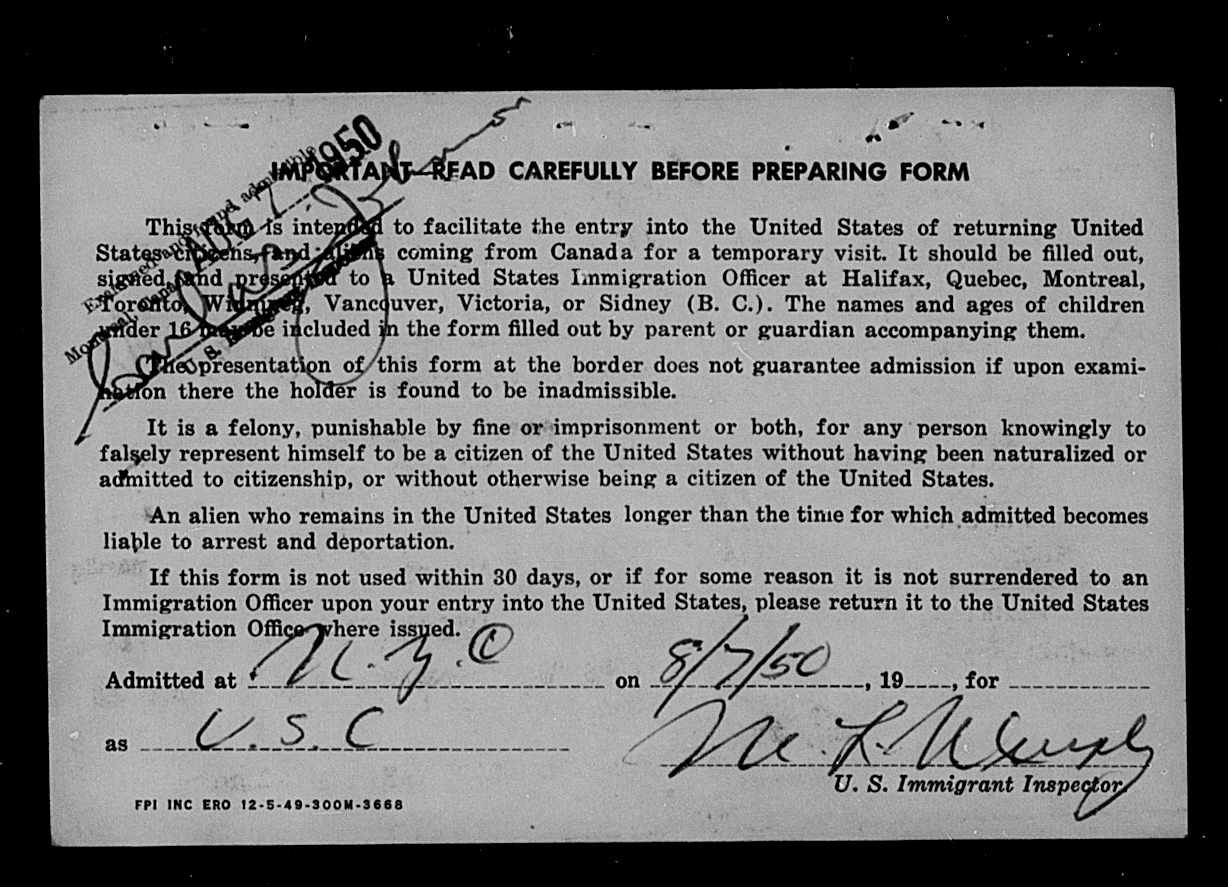 IMPORTANT—READ CAREFULLY BEFORE PREPARING FORM
1950
Examined and found admissible
Montreal, Canada
AUG 7
U. S.
This form is intended to facilitate the entry into the United States of returning United
States citizens, and aliens coming from Canada for a temporary visit. It should be filled out,
signed, and presented to a United States Immigration Officer at Halifax, Quebec, Montreal,
Toronto, Winnipeg, Vancouver, Victoria, or Sidney (B. C.). The names and ages of children
under 16 may be included in the form filled out by parent or guardian accompanying them.
The presentation of this form at the border does not guarantee admission if upon exami-
nation there the holder is found to be inadmissible.
It is a felony, punishable by fine or imprisonment or both, for any person knowingly to
falsely represent himself to be a citizen of the United States without having been naturalized or
admitted to citizenship, or without otherwise being a citizen of the United States.
An alien who remains in the United States longer than the time for which admitted becomes
liable to arrest and deportation.
If this form is not used within 30 days, or if for some reason it is not surrendered to an
Immigration Officer upon your entry into the United States, please return it to the United States
Immigration Office where issued.
Admitted at N.Y.C on 8/7/50, 19____, for
as U.S.C
M. L. Murphy
U. S. Immigrant Inspector
FPI INC ERO 12-5-49-300M-3668